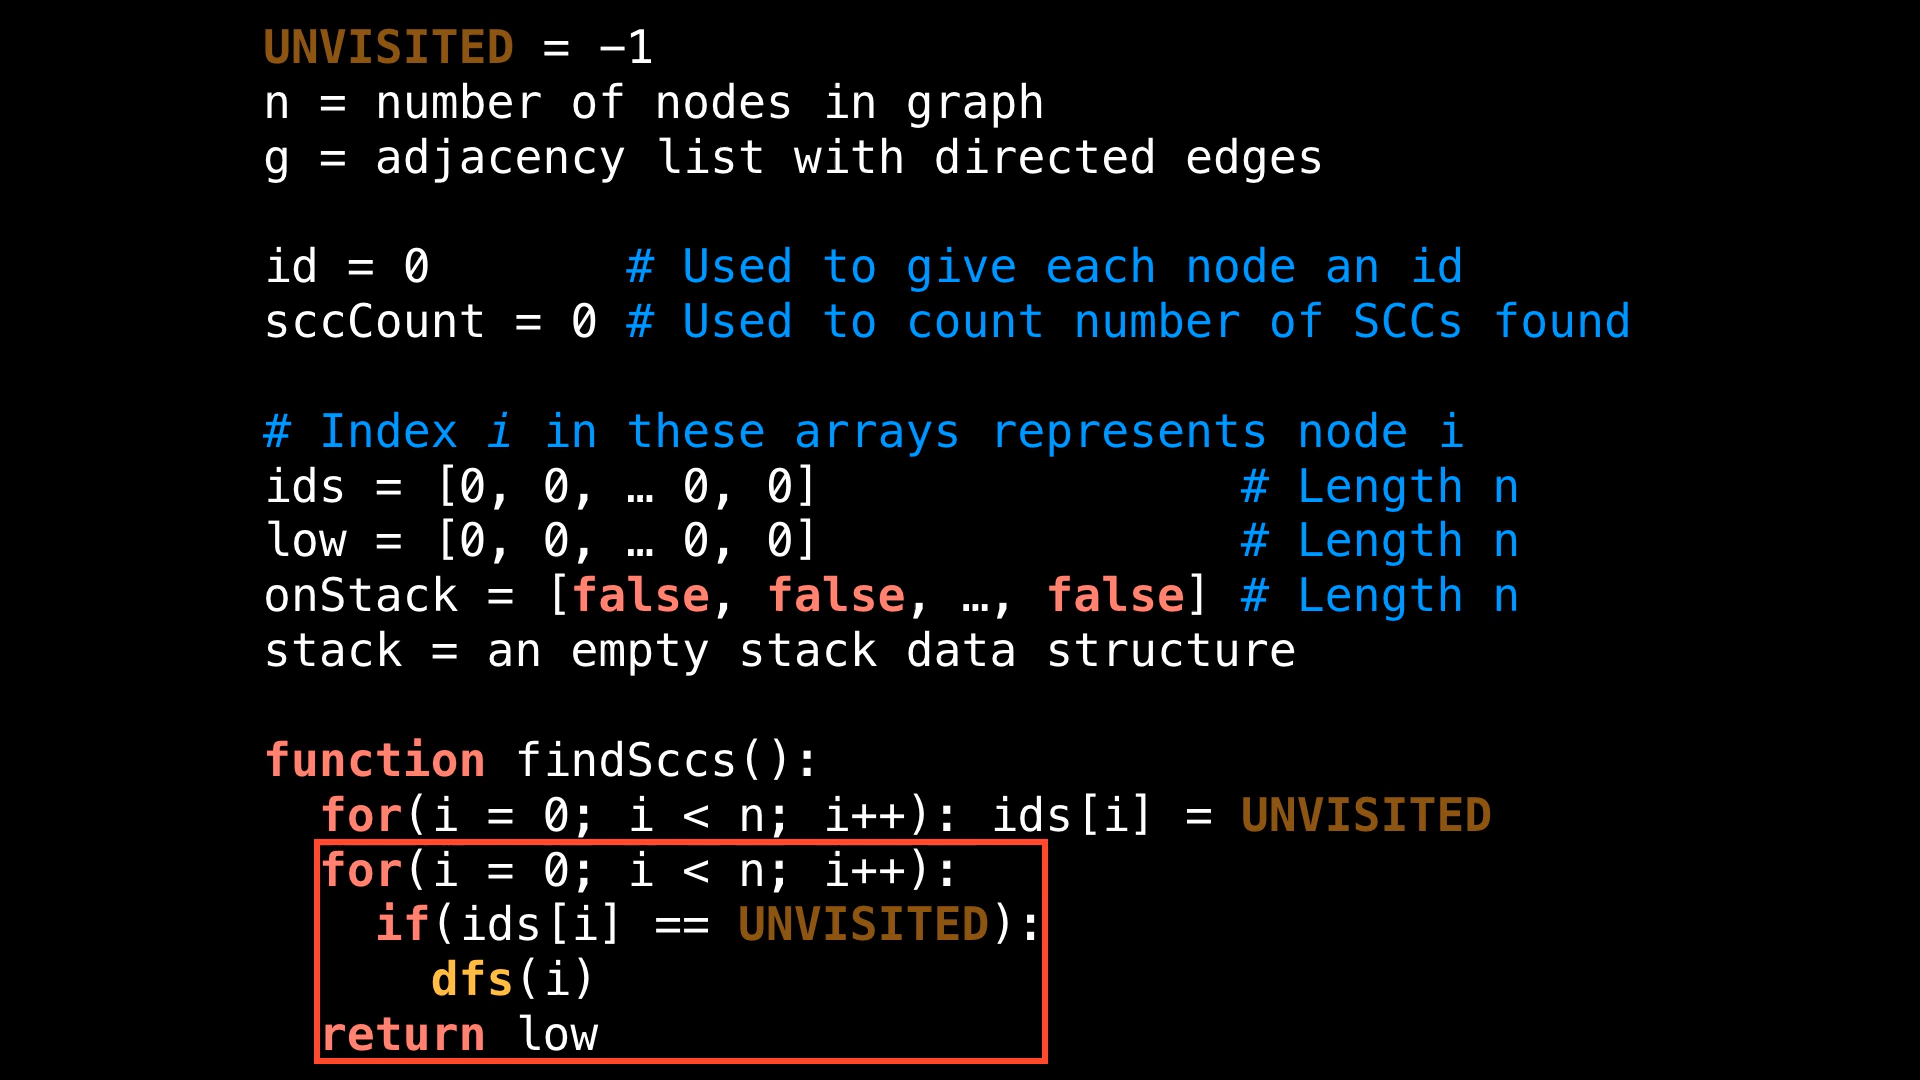 UNVISITED = −1
n = number of nodes in graph
g = adjacency list with directed edges
id = 0 # Used to give each node an id
sccCount = 0 # Used to count number of SCCs found
# Index i in these arrays represents node i
ids = [0, 0, … 0, 0] # Length n
low = [0, 0, … 0, 0] # Length n
onStack = [false, false, …, false] # Length n
stack = an empty stack data structure
function findSccs():
for(i = 0; i < n; i++): ids[i] = UNVISITED
for(i = 0; i < n; i++):
if(ids[i] == UNVISITED):
dfs(i)
return low